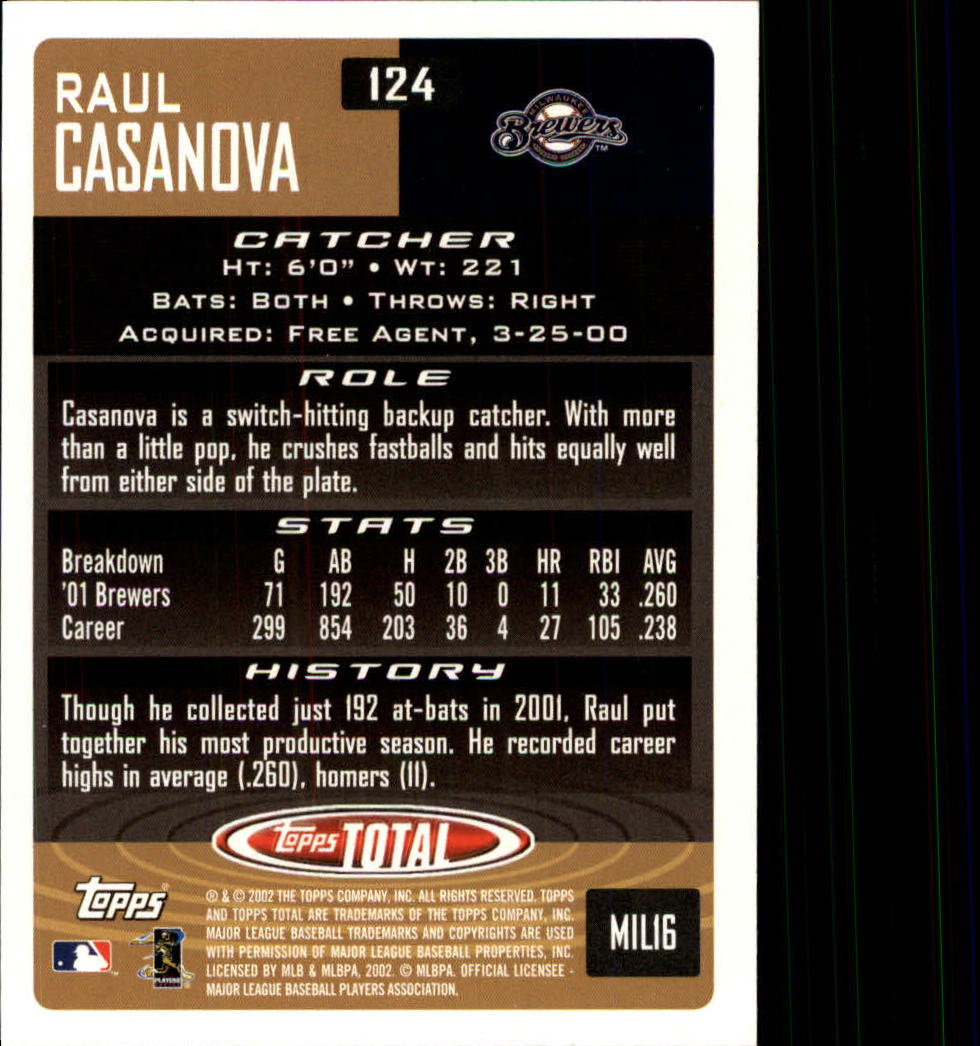 RAUL
CASANOVA
124
MILWAUKEE
Brewers
TM
CATCHER
HT: 6'0" • WT: 221
BATS: BOTH • THROWS: RIGHT
ACQUIRED: FREE AGENT, 3-25-00
ROLE
Casanova is a switch-hitting backup catcher. With more
than a little pop, he crushes fastballs and hits equally well
from either side of the plate.
STATS
Breakdown G AB H 2B 3B HR RBI AVG
'01 Brewers 71 192 50 10 0 11 33 .260
Career 299 854 203 36 4 27 105 .238
HISTORY
Though he collected just 192 at-bats in 2001, Raul put
together his most productive season. He recorded career
highs in average (.260), homers (11).
Topps TOTAL
Topps
® & © 2002 THE TOPPS COMPANY, INC. ALL RIGHTS RESERVED. TOPPS
AND TOPPS TOTAL ARE TRADEMARKS OF THE TOPPS COMPANY, INC.
MAJOR LEAGUE BASEBALL TRADEMARKS AND COPYRIGHTS ARE USED
WITH PERMISSION OF MAJOR LEAGUE BASEBALL PROPERTIES, INC.
LICENSED BY MLB & MLBPA, 2002. © MLBPA. OFFICIAL LICENSEE -
MAJOR LEAGUE BASEBALL PLAYERS ASSOCIATION.
PLAYERS
MIL16